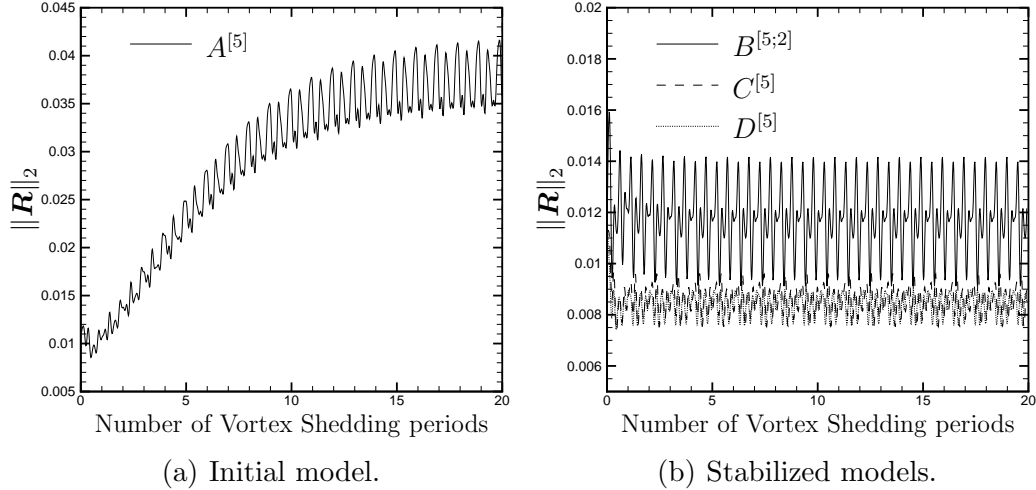 0.045
0.04
0.035
0.03
0.025
0.02
0.015
0.01
0.005
‖R‖₂
A^[5]
0 5 10 15 20
Number of Vortex Shedding periods
(a) Initial model.
0.02
0.018
0.016
0.014
0.012
0.01
0.008
0.006
‖R‖₂
B^[5;2]
C^[5]
D^[5]
0 5 10 15 20
Number of Vortex Shedding periods
(b) Stabilized models.